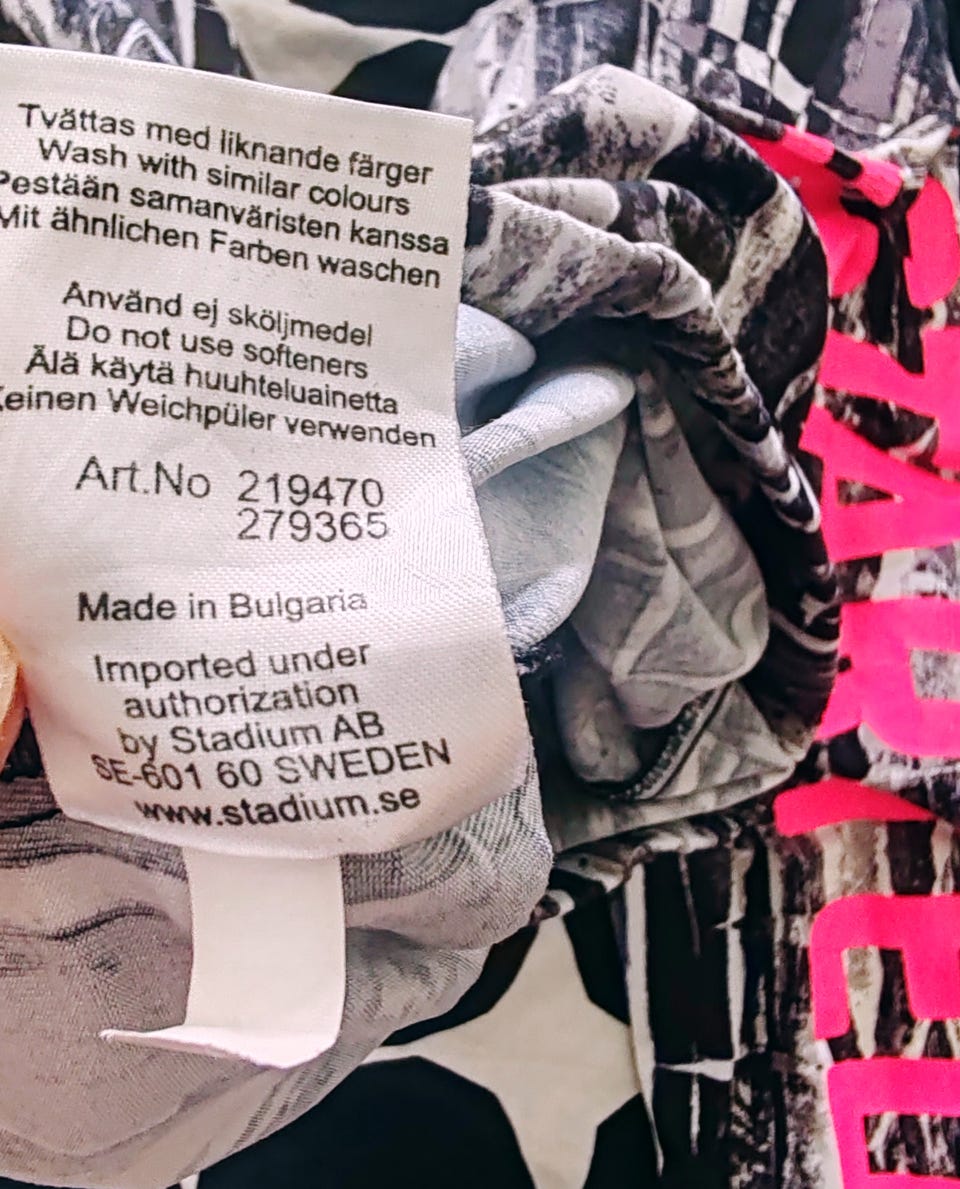 Tvättas med liknande färger
Wash with similar colours
Pestään samanväristen kanssa
Mit ähnlichen Farben waschen
Använd ej sköljmedel
Do not use softeners
Älä käytä huuhteluainetta
Keinen Weichpüler verwenden
Art.No 219470
279365
Made in Bulgaria
Imported under
authorization
by Stadium AB
SE-601 60 SWEDEN
www.stadium.se